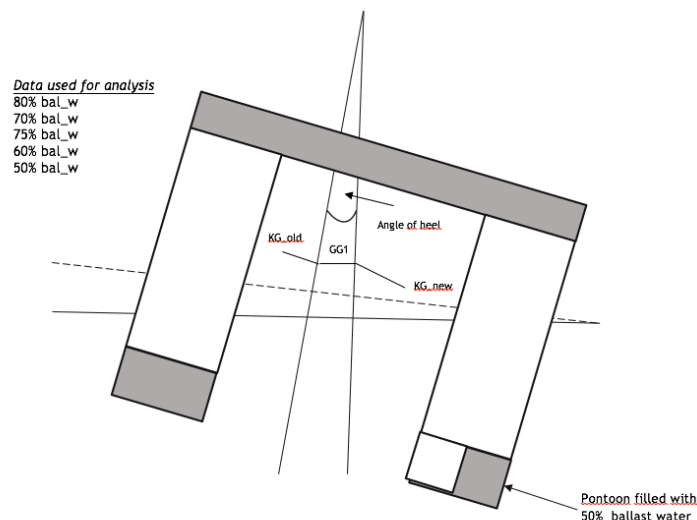 Data used for analysis
80% bal_w
70% bal_w
75% bal_w
60% bal_w
50% bal_w
Angle of heel
KG_old
GG1
KG_new
Pontoon filled with
50% ballast water